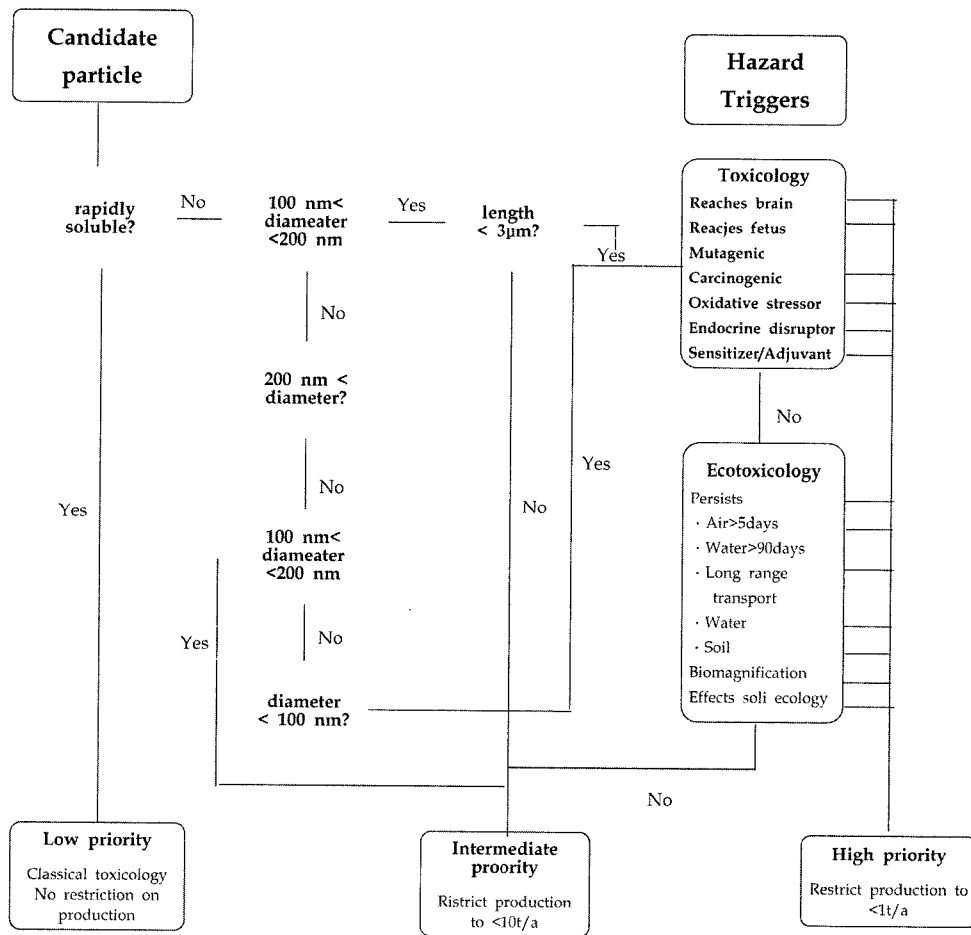 Candidate
particle
Hazard
Triggers
rapidly
soluble?
No
100 nm<
diameater
<200 nm
Yes
length
< 3μm?
Yes
Toxicology
Reaches brain
Reacjes fetus
Mutagenic
Carcinogenic
Oxidative stressor
Endocrine disruptor
Sensitizer/Adjuvant
No
200 nm <
diameter?
No
No
Ecotoxicology
Persists
· Air>5days
· Water>90days
· Long range
transport
· Water
· Soil
Biomagnification
Effects soli ecology
Yes
Yes
No
100 nm<
diameater
<200 nm
Yes
No
diameter
< 100 nm?
No
Low priority
Classical toxicology
No restriction on
production
Intermediate
proority
Ristrict production
to <10t/a
High priority
Restrict production to
<1t/a